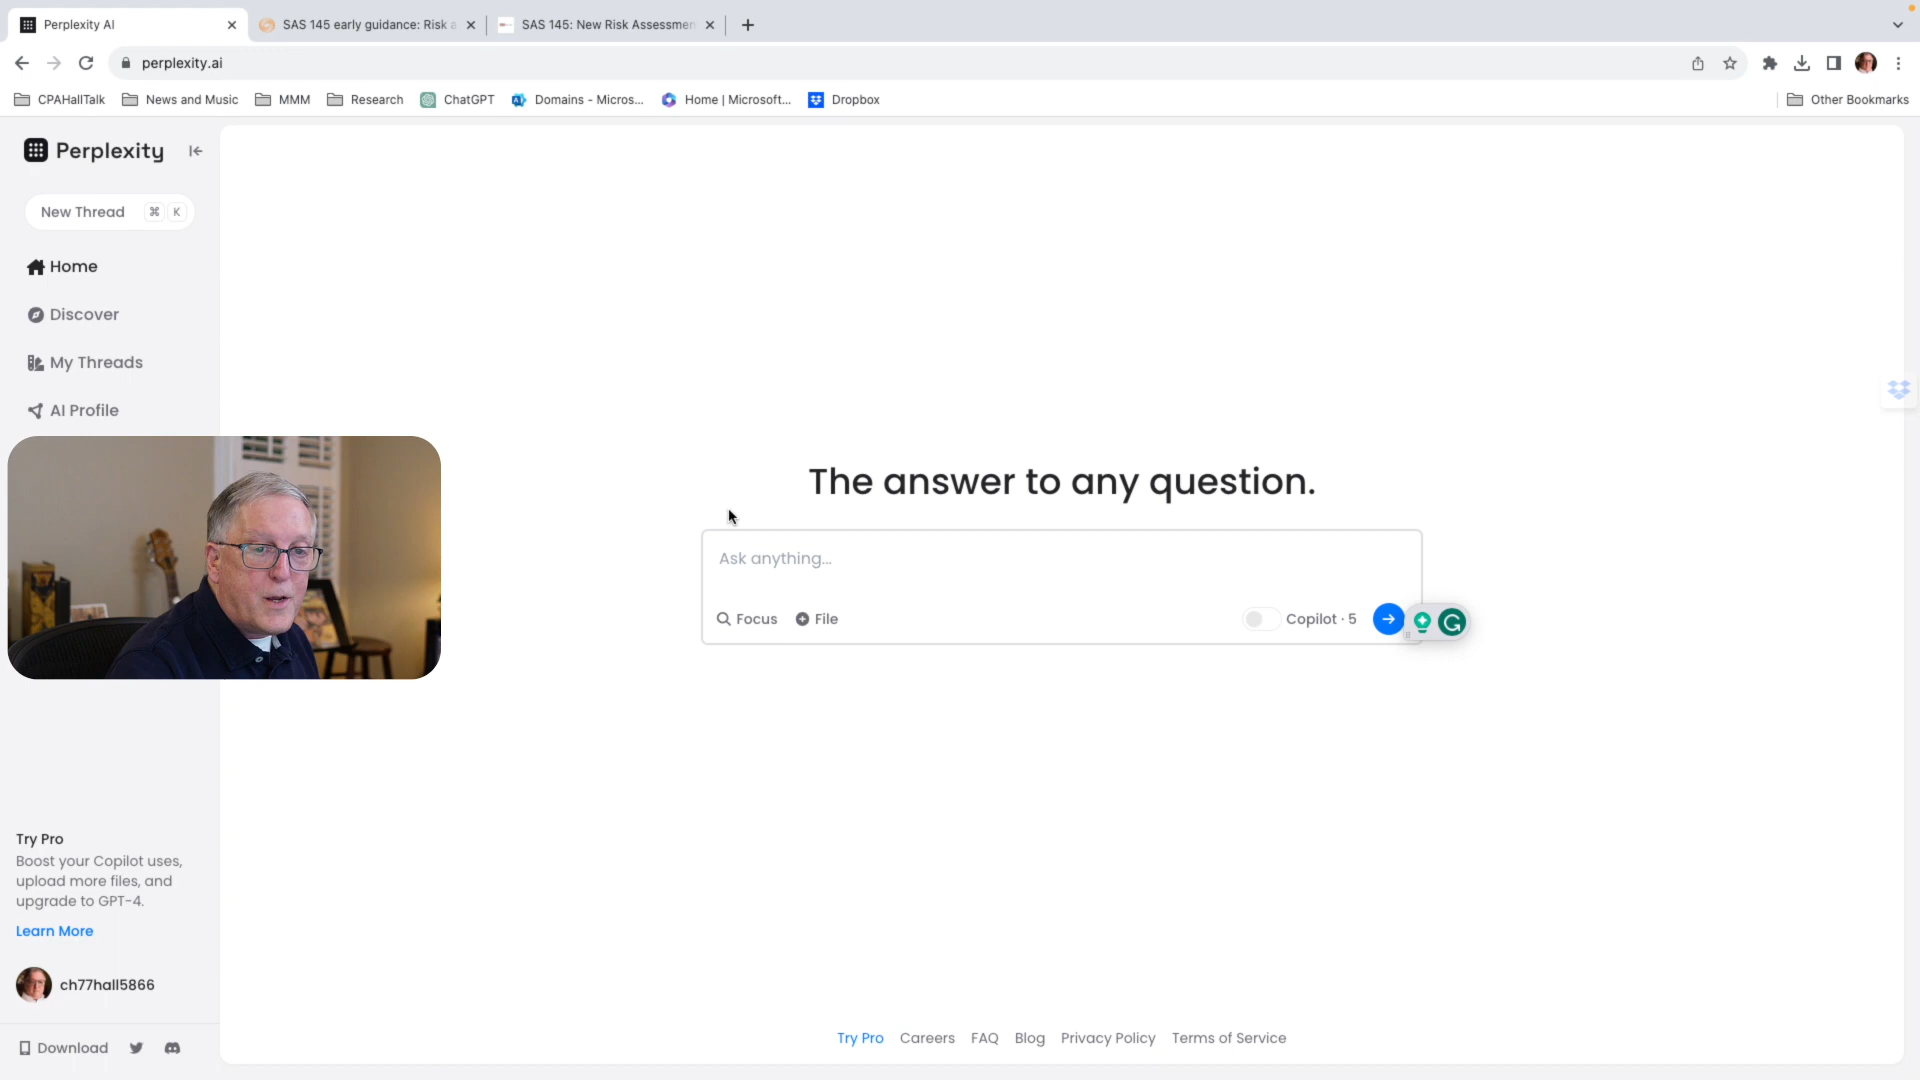 Perplexity AI
SAS 145 early guidance: Risk a
SAS 145: New Risk Assessmen
perplexity.ai
CPAHallTalk
News and Music
MMM
Research
ChatGPT
Domains - Micros...
Home | Microsoft...
Dropbox
Other Bookmarks
Perplexity
New Thread ⌘ K
Home
Discover
My Threads
AI Profile
The answer to any question.
Ask anything...
Focus
File
Copilot · 5
Try Pro
Boost your Copilot uses,
upload more files, and
upgrade to GPT-4.
Learn More
ch77hall5866
Download
Try Pro
Careers
FAQ
Blog
Privacy Policy
Terms of Service